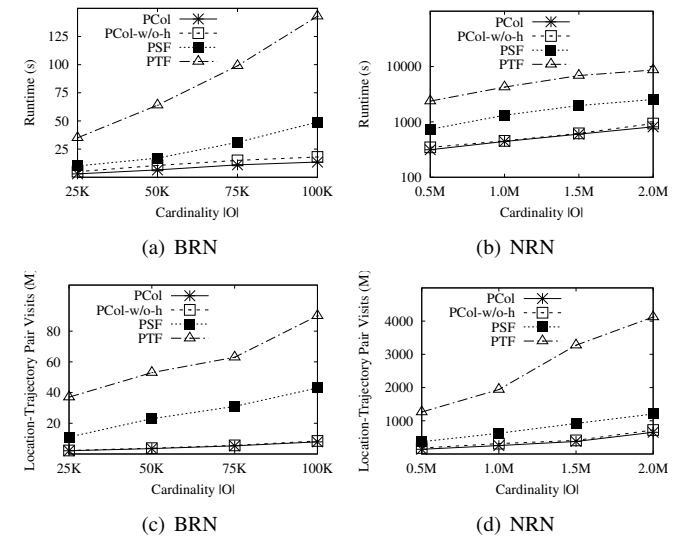 PCol
PCol-w/o-h
PSF
PTF
Runtime (s)
125
100
75
50
25
25K 50K 75K 100K
Cardinality |O|
(a) BRN
PCol
PCol-w/o-h
PSF
PTF
Runtime (s)
10000
1000
100
0.5M 1.0M 1.5M 2.0M
Cardinality |O|
(b) NRN
PCol
PCol-w/o-h
PSF
PTF
Location-Trajectory Pair Visits (M)
80
60
40
20
25K 50K 75K 100K
Cardinality |O|
(c) BRN
PCol
PCol-w/o-h
PSF
PTF
Location-Trajectory Pair Visits (M)
5000
4000
3000
2000
1000
0.5M 1.0M 1.5M 2.0M
Cardinality |O|
(d) NRN